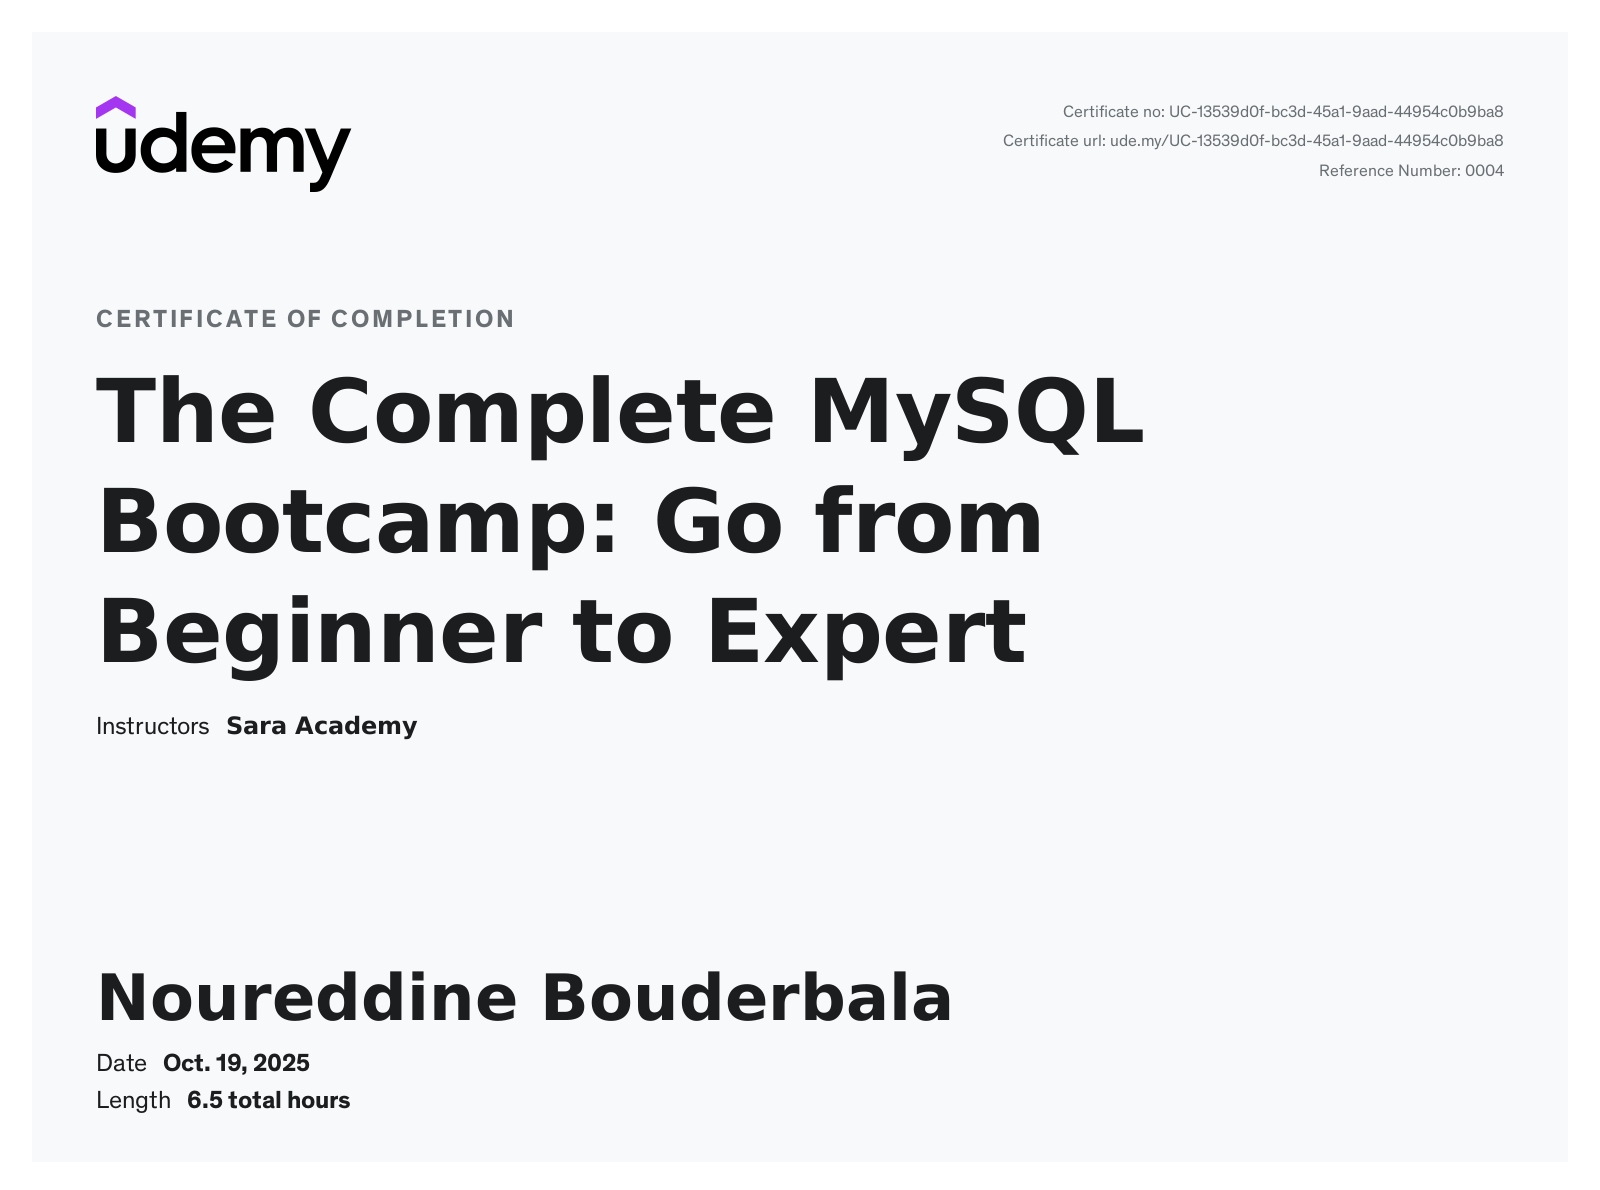 udemy
Certificate no: UC-13539d0f-bc3d-45a1-9aad-44954c0b9ba8
Certificate url: ude.my/UC-13539d0f-bc3d-45a1-9aad-44954c0b9ba8
Reference Number: 0004
CERTIFICATE OF COMPLETION
The Complete MySQL
Bootcamp: Go from
Beginner to Expert
Instructors Sara Academy
Noureddine Bouderbala
Date Oct. 19, 2025
Length 6.5 total hours